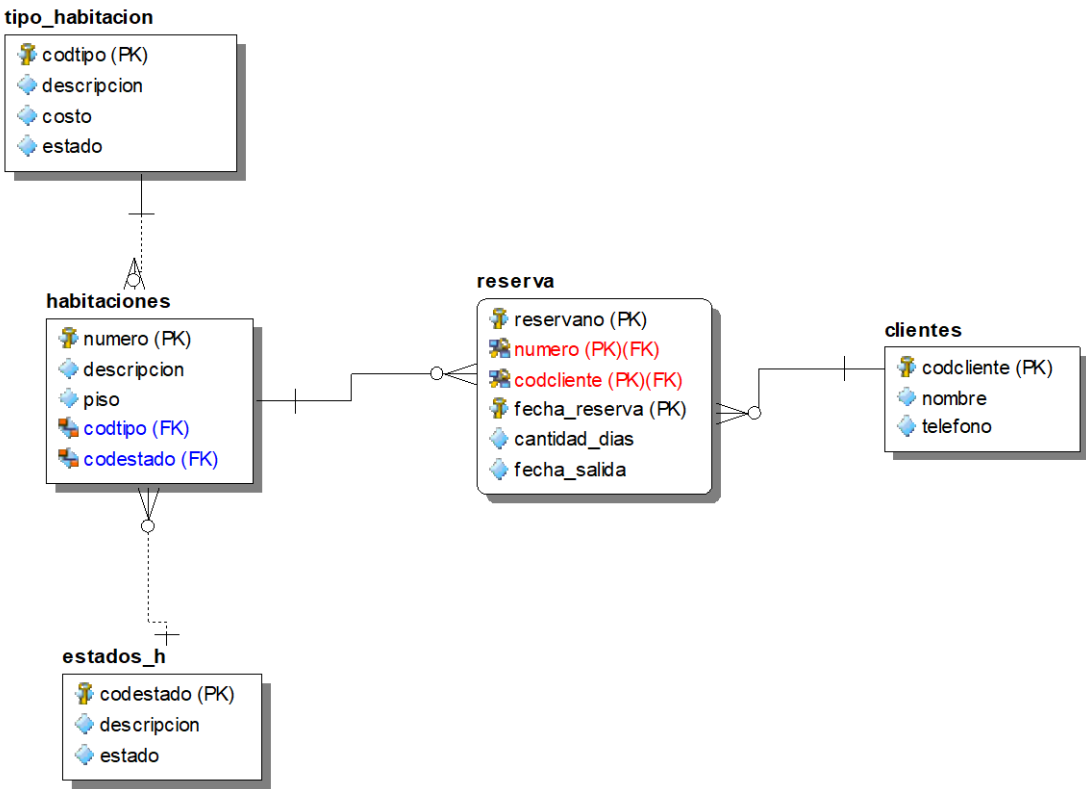 tipo_habitacion
codtipo (PK)
descripcion
costo
estado
habitaciones
numero (PK)
descripcion
piso
codtipo (FK)
codestado (FK)
reserva
reservano (PK)
numero (PK)(FK)
codcliente (PK)(FK)
fecha_reserva (PK)
cantidad_dias
fecha_salida
clientes
codcliente (PK)
nombre
telefono
estados_h
codestado (PK)
descripcion
estado